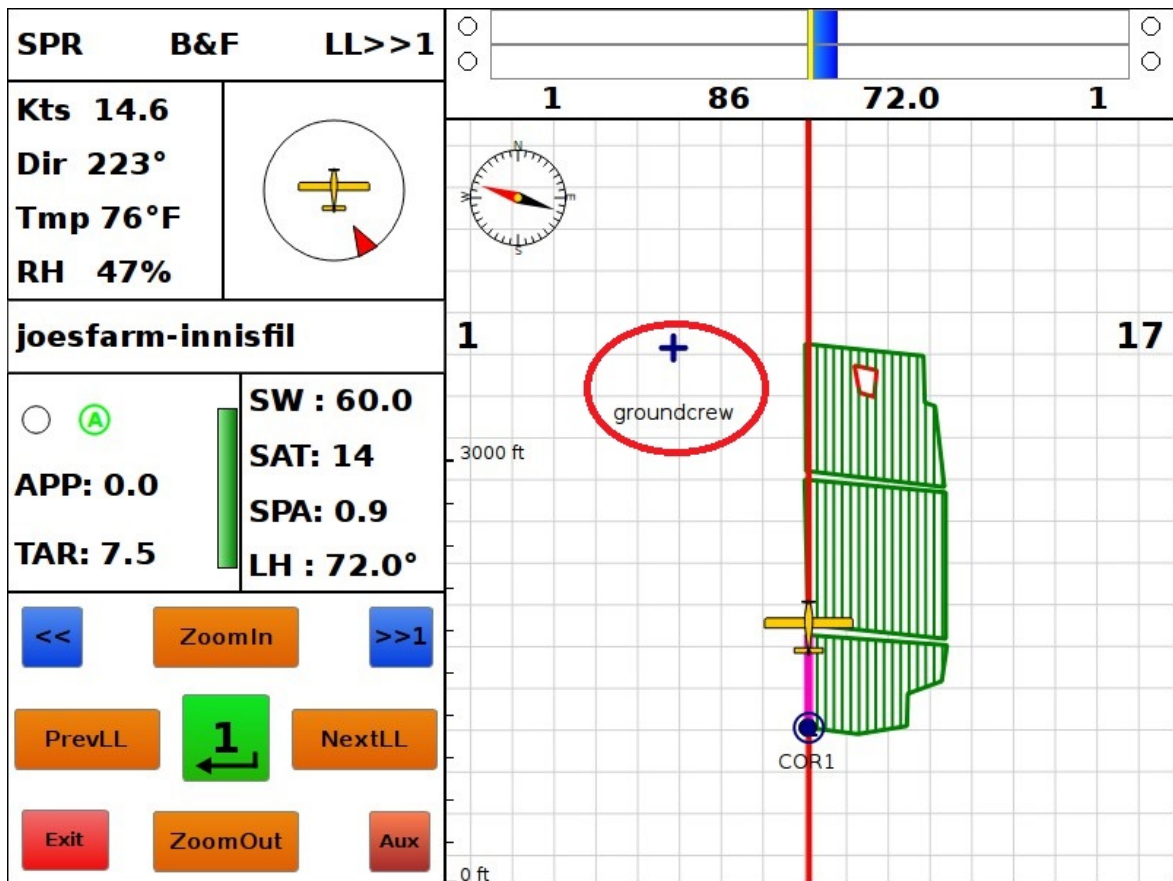 SPR B&F LL>>1
Kts 14.6
Dir 223°
Tmp 76°F
RH 47%
joesfarm-innisfil
A
APP: 0.0
TAR: 7.5
SW : 60.0
SAT: 14
SPA: 0.9
LH : 72.0°
<< ZoomIn >>1
PrevLL 1 NextLL
Exit ZoomOut Aux
1 86 72.0 1
N
W E
S
1 17
groundcrew
3000 ft
COR1
0 ft